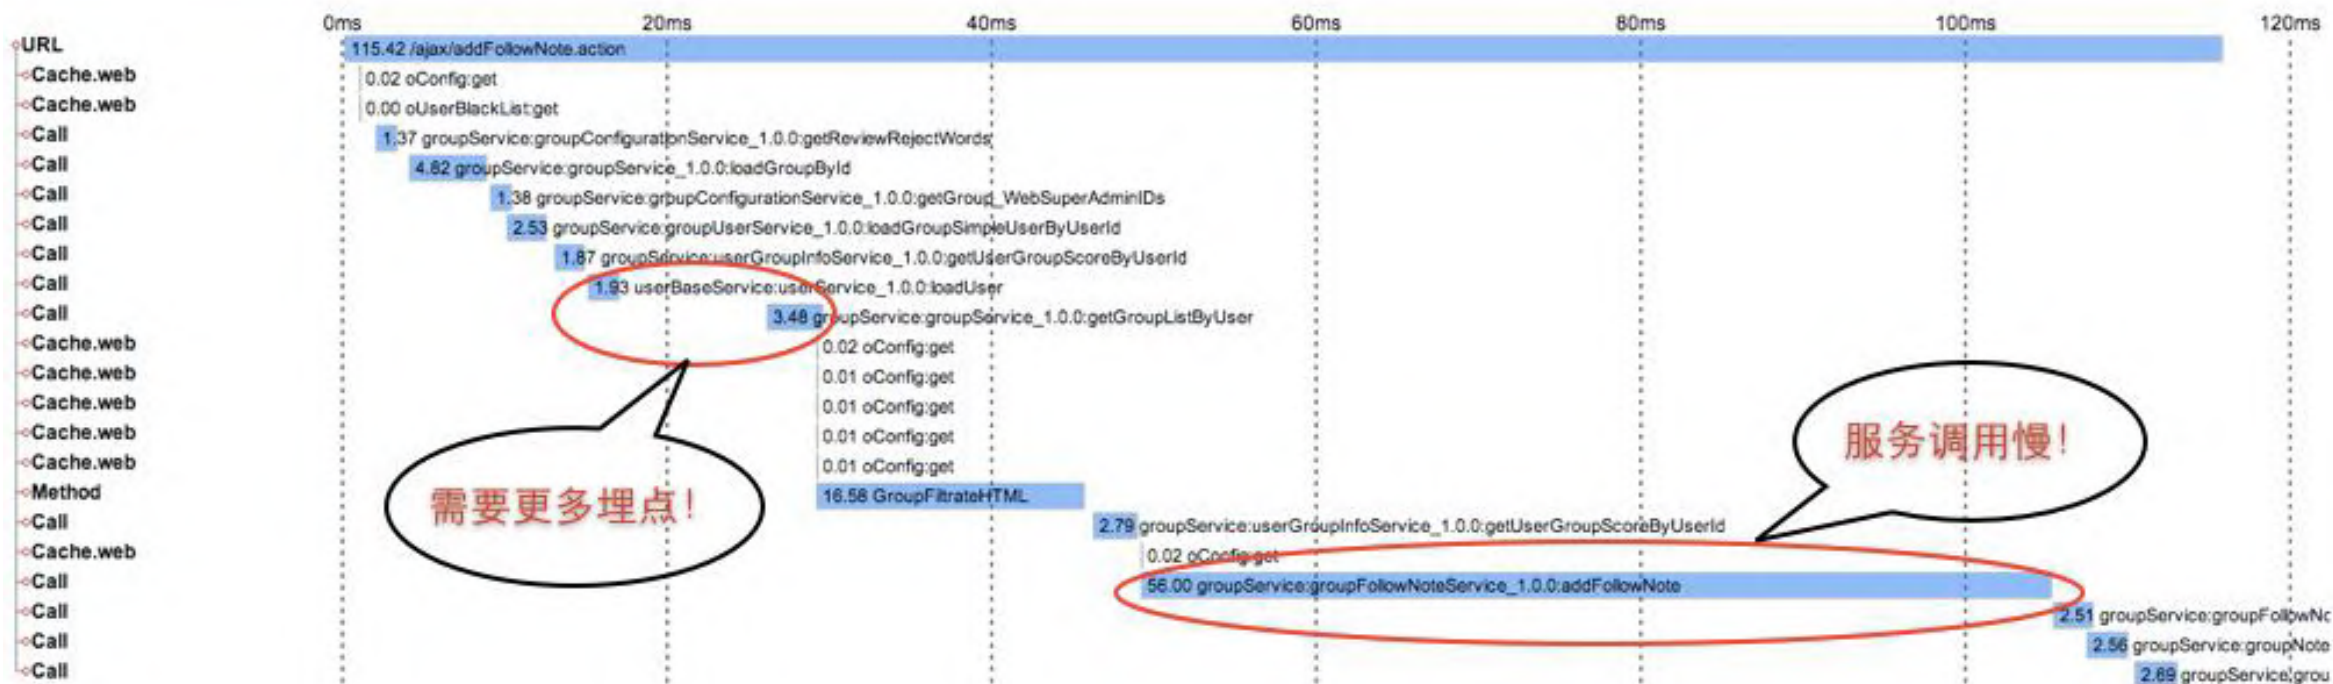 0ms 20ms 40ms 60ms 80ms 100ms 120ms
URL 115.42 /ajax/addFollowNote.action
Cache.web 0.02 oConfig:get
Cache.web 0.00 oUserBlackList:get
Call 1.37 groupService:groupConfigurationService_1.0.0:getReviewRejectWords
Call 4.82 groupService:groupService_1.0.0:loadGroupById
Call 1.38 groupService:groupConfigurationService_1.0.0:getGroup_WebSuperAdminIDs
Call 2.53 groupService:groupUserService_1.0.0:loadGroupSimpleUserByUserId
Call 1.87 groupService:userGroupInfoService_1.0.0:getUserGroupScoreByUserId
Call 1.93 userBaseService:userService_1.0.0:loadUser
Call 3.48 groupService:groupService_1.0.0:getGroupListByUser
Cache.web 0.02 oConfig:get
Cache.web 0.01 oConfig:get
Cache.web 0.01 oConfig:get
Cache.web 0.01 oConfig:get
服务调用慢!
Cache.web 0.01 oConfig:get
Method 16.58 GroupFiltrateHTML
需要更多埋点!
Call 2.79 groupService:userGroupInfoService_1.0.0:getUserGroupScoreByUserId
Cache.web 0.02 oConfig:get
Call 56.00 groupService:groupFollowNoteService_1.0.0:addFollowNote
Call 2.51 groupService:groupFollowNo
Call 2.56 groupService:groupNote
Call 2.69 groupService:grou